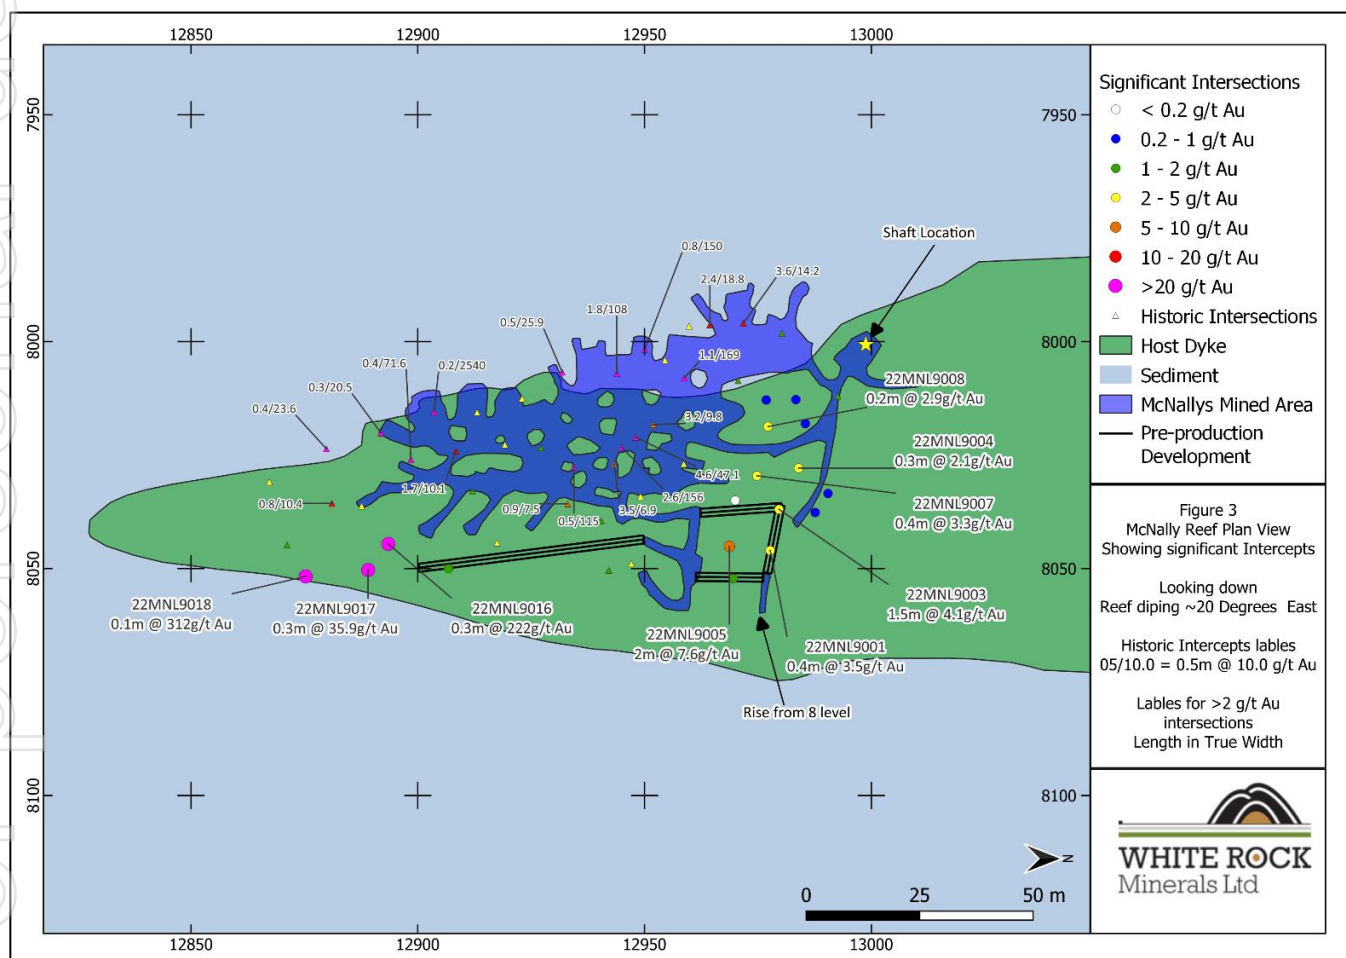 12850
12900
12950
13000
7950
7950
8000
8000
8050
8050
8100
8100
12850
12900
12950
13000
Shaft Location
0.8/150
2.4/18.8
3.6/14.2
1.8/108
0.5/25.9
1.1/169
0.4/71.6
0.2/2540
0.3/20.5
0.4/23.6
3.2/9.8
4.6/47.1
1.7/10.1
2.6/156
0.8/10.4
0.9/7.5
3.5/6.9
0.5/115
22MNL9008
0.2m @ 2.9g/t Au
22MNL9004
0.3m @ 2.1g/t Au
22MNL9007
0.4m @ 3.3g/t Au
22MNL9003
1.5m @ 4.1g/t Au
22MNL9018
0.1m @ 312g/t Au
22MNL9017
0.3m @ 35.9g/t Au
22MNL9016
0.3m @ 222g/t Au
22MNL9005
2m @ 7.6g/t Au
22MNL9001
0.4m @ 3.5g/t Au
Rise from 8 level
N
0 25 50 m
Significant Intersections
< 0.2 g/t Au
0.2 - 1 g/t Au
1 - 2 g/t Au
2 - 5 g/t Au
5 - 10 g/t Au
10 - 20 g/t Au
>20 g/t Au
Historic Intersections
Host Dyke
Sediment
McNallys Mined Area
Pre-production
Development
Figure 3
McNally Reef Plan View
Showing significant Intercepts
Looking down
Reef diping ~20 Degrees East
Historic Intercepts lables
05/10.0 = 0.5m @ 10.0 g/t Au
Lables for >2 g/t Au
intersections
Length in True Width
WHITE ROCK
Minerals Ltd